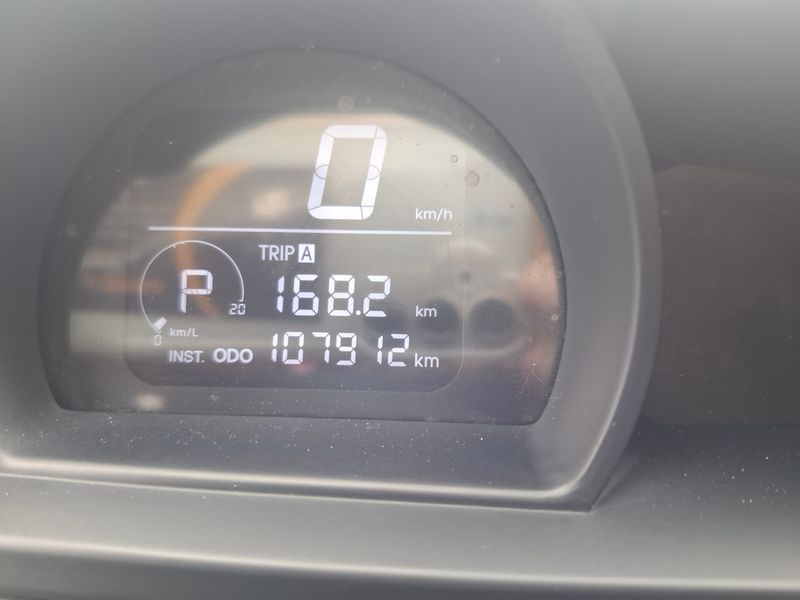 0 km/h
TRIP A
P 20 168.2 km
0 km/L
INST. ODO 107912 km